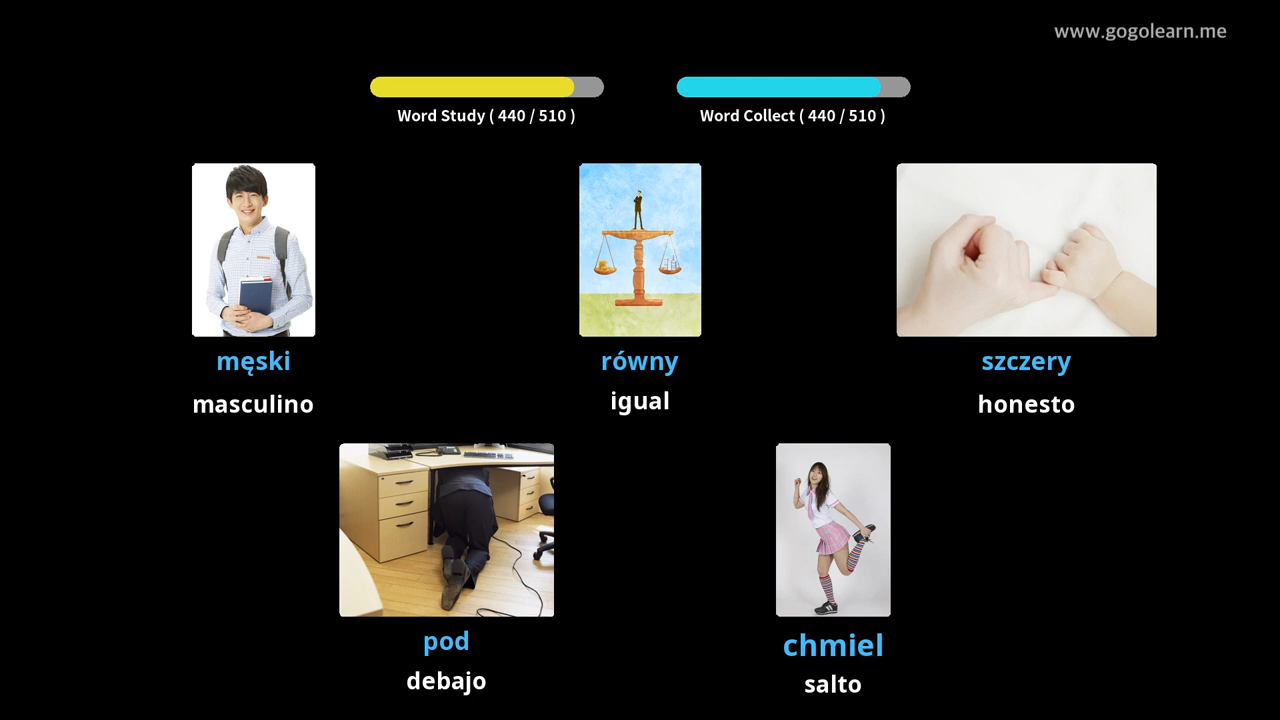 www.gogolearn.me
Word Study ( 440 / 510 )
Word Collect ( 440 / 510 )
męski
masculino
równy
igual
szczery
honesto
pod
debajo
chmiel
salto